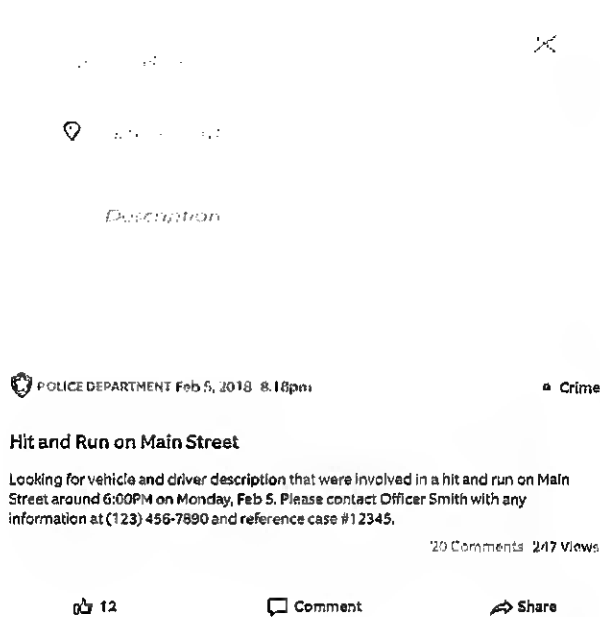 Description
POLICE DEPARTMENT Feb 5, 2018 8.18pm
Crime
Hit and Run on Main Street
Looking for vehicle and driver description that were involved in a hit and run on Main
Street around 6:00PM on Monday, Feb 5. Please contact Officer Smith with any
information at (123) 456-7890 and reference case #12345.
20 Comments 247 Views
12
Comment
Share